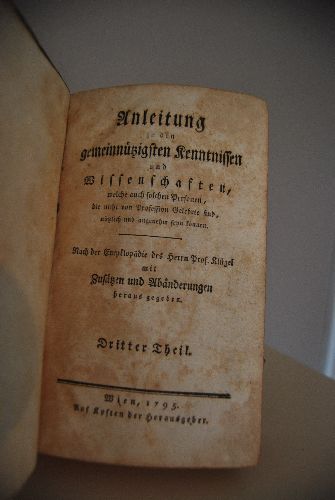 Anleitung
zu den
gemeinnützigsten Kenntnissen
und
Wissenschaften,
welche auch solchen Personen,
die nicht von Profession Gelehrte sind,
nützlich und angenehm seyn können.
Nach der Encyklopädie des Herrn Prof. Klügel
mit
Zusätzen und Abänderungen
heraus gegeben.
Dritter Theil.
Wien, 1795.
Auf Kosten der Herausgeber.